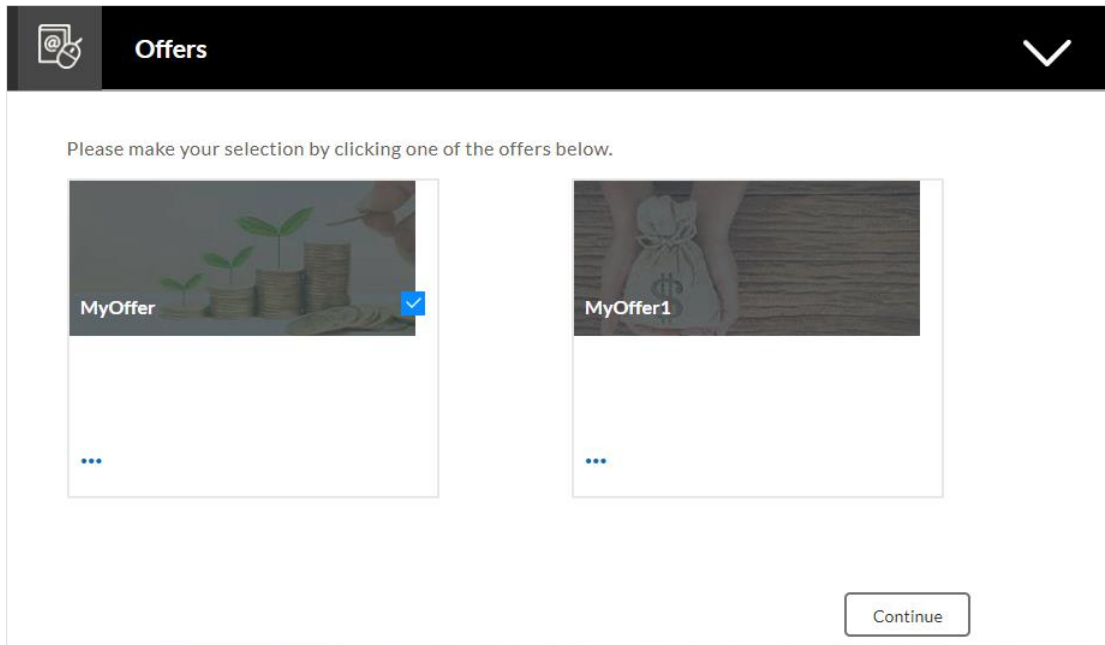 Offers
Please make your selection by clicking one of the offers below.
MyOffer
MyOffer1
...
...
Continue